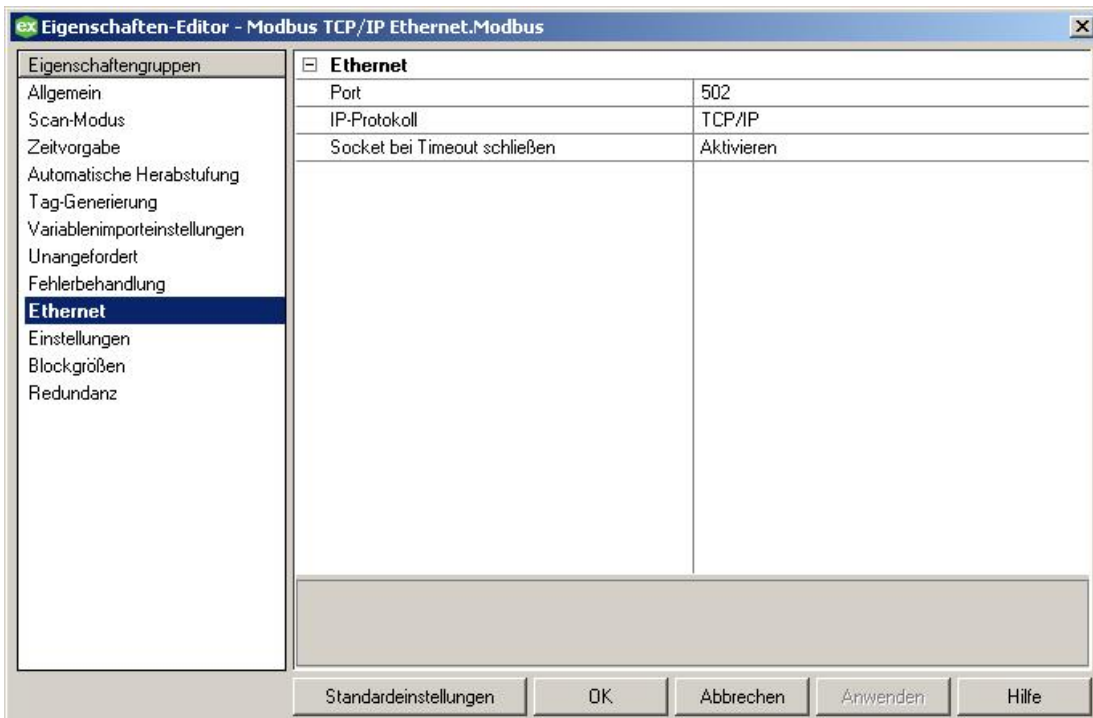 ex Eigenschaften-Editor - Modbus TCP/IP Ethernet.Modbus
Eigenschaftengruppen
Allgemein
Scan-Modus
Zeitvorgabe
Automatische Herabstufung
Tag-Generierung
Variablenimporteinstellungen
Unangefordert
Fehlerbehandlung
Ethernet
Einstellungen
Blockgrößen
Redundanz
Ethernet
Port 502
IP-Protokoll TCP/IP
Socket bei Timeout schließen Aktivieren
Standardeinstellungen OK Abbrechen Anwenden Hilfe